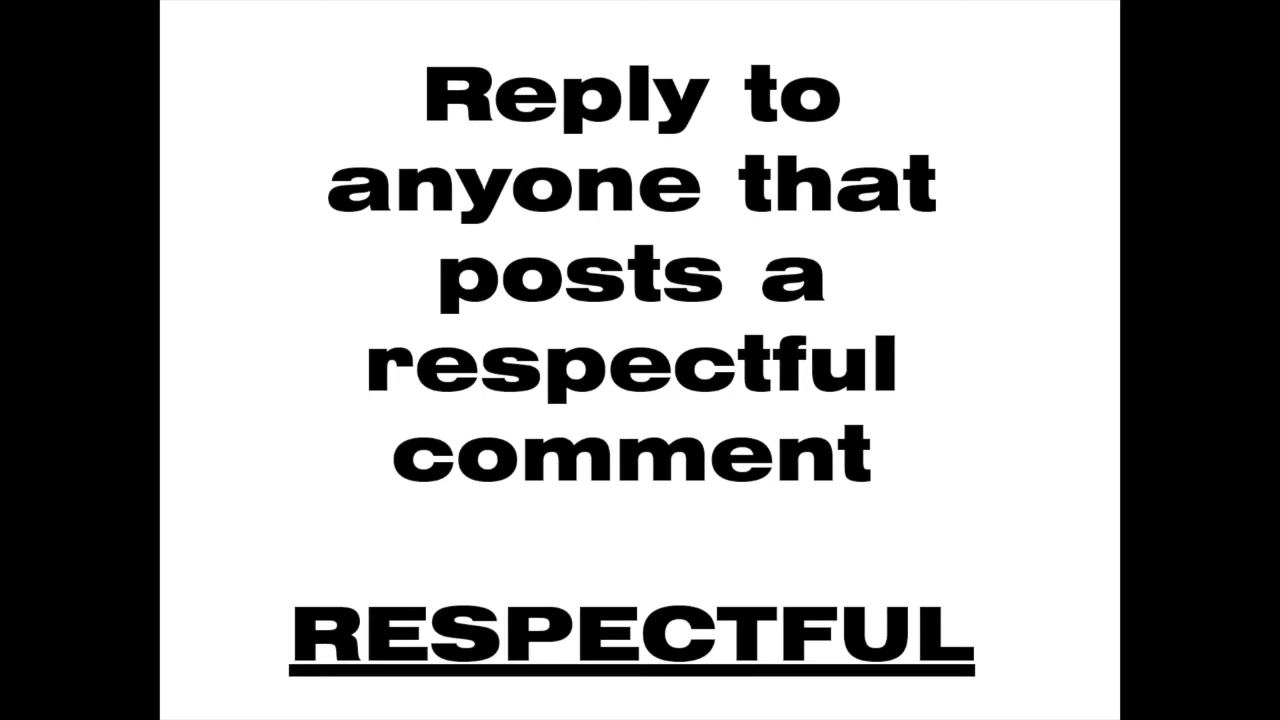 Reply to
anyone that
posts a
respectful
comment
RESPECTFUL